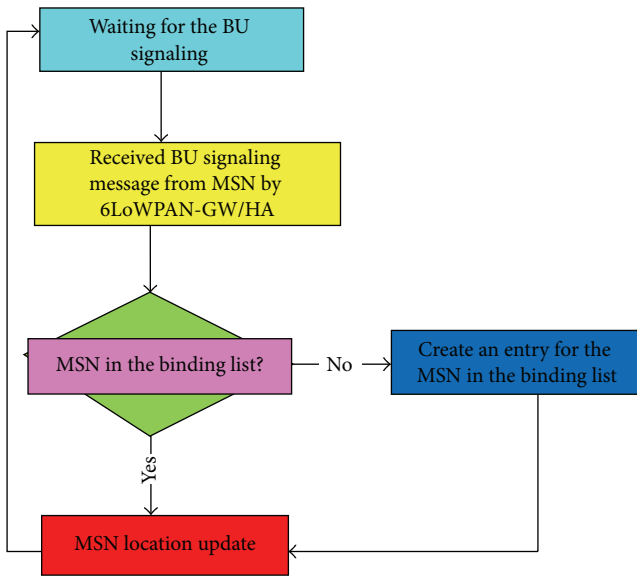 Waiting for the BU
signaling
Received BU signaling
message from MSN by
6LoWPAN-GW/HA
MSN in the binding list?
No
Create an entry for the
MSN in the binding list
Yes
MSN location update